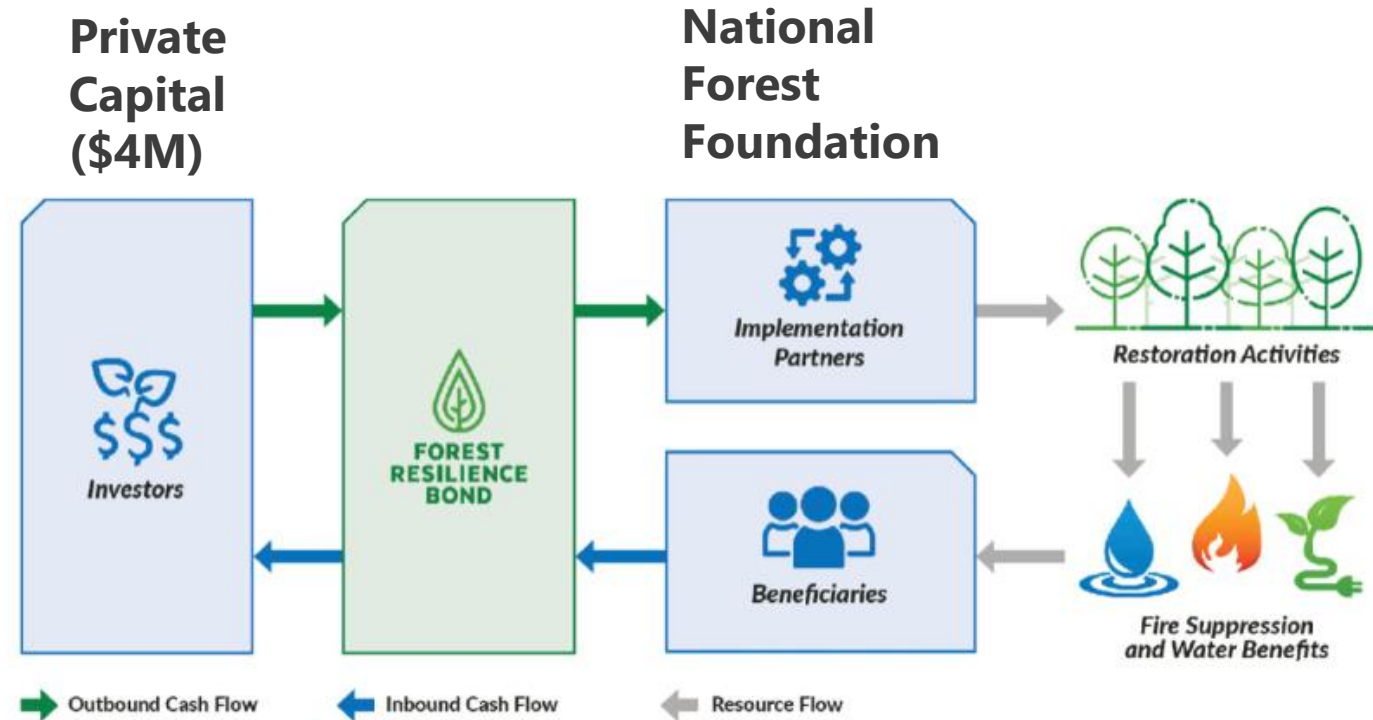 Private
Capital
($4M)
National
Forest
Foundation
Investors
FOREST
RESILIENCE
BOND
Implementation
Partners
Beneficiaries
Restoration Activities
Fire Suppression
and Water Benefits
Outbound Cash Flow
Inbound Cash Flow
Resource Flow